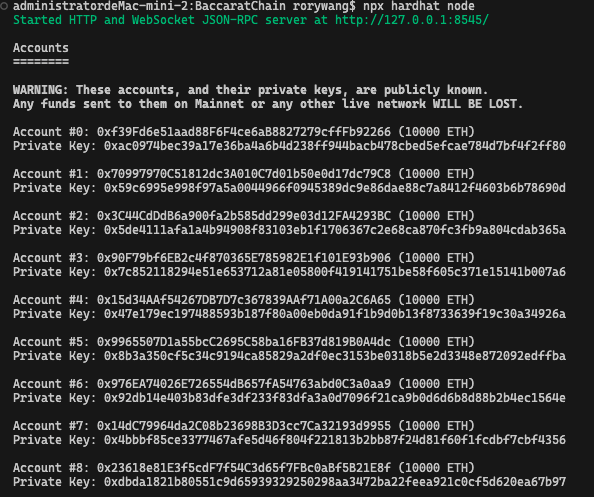 administratordeMac-mini-2:BaccaratChain rorywang$ npx hardhat node
Started HTTP and WebSocket JSON-RPC server at http://127.0.0.1:8545/
Accounts
========
WARNING: These accounts, and their private keys, are publicly known.
Any funds sent to them on Mainnet or any other live network WILL BE LOST.
Account #0: 0xf39Fd6e51aad88F6F4ce6aB8827279cffFb92266 (10000 ETH)
Private Key: 0xac0974bec39a17e36ba4a6b4d238ff944bacb478cbed5efcae784d7bf4f2ff80
Account #1: 0x70997970C51812dc3A010C7d01b50e0d17dc79C8 (10000 ETH)
Private Key: 0x59c6995e998f97a5a0044966f0945389dc9e86dae88c7a8412f4603b6b78690d
Account #2: 0x3C44CdDdB6a900fa2b585dd299e03d12FA4293BC (10000 ETH)
Private Key: 0x5de4111afa1a4b94908f83103eb1f1706367c2e68ca870fc3fb9a804cdab365a
Account #3: 0x90F79bf6EB2c4f870365E785982E1f101E93b906 (10000 ETH)
Private Key: 0x7c852118294e51e653712a81e05800f419141751be58f605c371e15141b007a6
Account #4: 0x15d34AAf54267DB7D7c367839AAf71A00a2C6A65 (10000 ETH)
Private Key: 0x47e179ec197488593b187f80a00eb0da91f1b9d0b13f8733639f19c30a34926a
Account #5: 0x9965507D1a55bcC2695C58ba16FB37d819B0A4dc (10000 ETH)
Private Key: 0x8b3a350cf5c34c9194ca85829a2df0ec3153be0318b5e2d3348e872092edffba
Account #6: 0x976EA74026E726554dB657fA54763abd0C3a0aa9 (10000 ETH)
Private Key: 0x92db14e403b83dfe3df233f83dfa3a0d7096f21ca9b0d6d6b8d88b2b4ec1564e
Account #7: 0x14dC79964da2C08b23698B3D3cc7Ca32193d9955 (10000 ETH)
Private Key: 0x4bbbf85ce3377467afe5d46f804f221813b2bb87f24d81f60f1fcdbf7cbf4356
Account #8: 0x23618e81E3f5cdF7f54C3d65f7FBc0aBf5B21E8f (10000 ETH)
Private Key: 0xdbda1821b80551c9d65939329250298aa3472ba22feea921c0cf5d620ea67b97